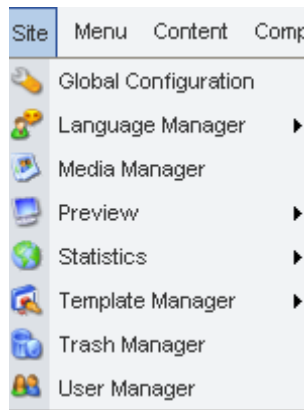 Site Menu Content Comp
Global Configuration
Language Manager
Media Manager
Preview
Statistics
Template Manager
Trash Manager
User Manager